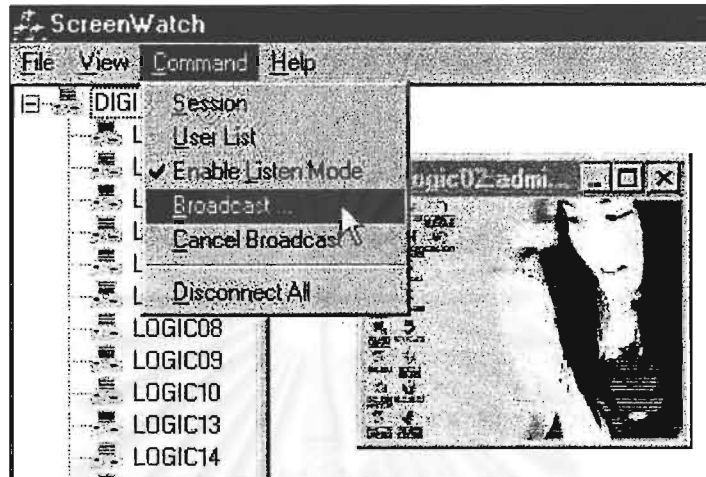 ScreenWatch
File View Command Help
DIGI
Session
User List
Enable Listen Mode
Broadcast ...
Cancel Broadcast
Disconnect All
L
L
L
L
L
L
LOGIC08
LOGIC09
LOGIC10
LOGIC13
LOGIC14
ogic02_admi...